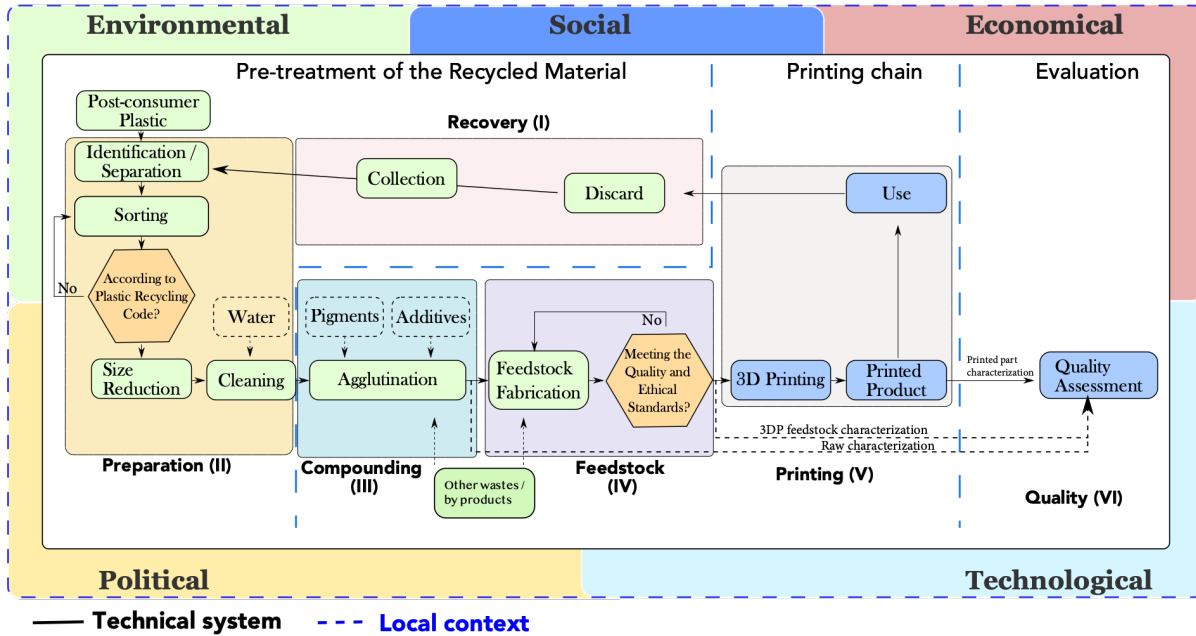 Environmental
Social
Economical
Pre-treatment of the Recycled Material
Printing chain
Evaluation
Post-consumer
Plastic
Recovery (I)
Identification /
Separation
Collection
Discard
Use
Sorting
According to
Plastic Recycling
Code?
No
Water
Pigments
Additives
No
Meeting the
Quality and
Ethical
Standards?
Size
Reduction
Cleaning
Agglutination
Feedstock
Fabrication
3D Printing
Printed
Product
Printed part
characterization
Quality
Assessment
3DP feedstock characterization
Raw characterization
Preparation (II)
Compounding
(III)
Feedstock
(IV)
Printing (V)
Other wastes /
by products
Quality (VI)
Political
Technological
Technical system
Local context